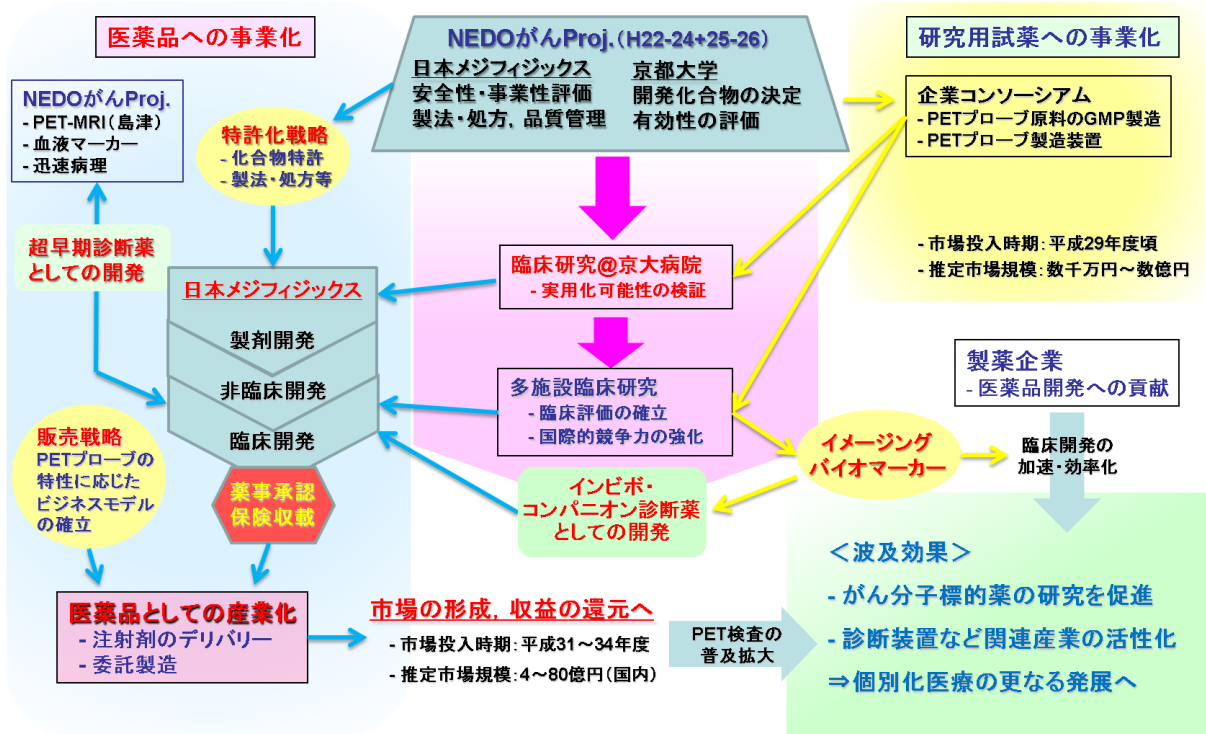 医薬品への事業化
NEDOがんProj.(H22-24+25-26)
日本メジフィジックス
安全性・事業性評価
製法・処方, 品質管理
京都大学
開発化合物の決定
有効性の評価
研究用試薬への事業化
企業コンソーシアム
- PETプローブ原料のGMP製造
- PETプローブ製造装置
- 市場投入時期：平成29年度頃
- 推定市場規模：数千万円～数億円
NEDOがんProj.
- PET-MRI（島津）
- 血液マーカー
- 迅速病理
特許化戦略
- 化合物特許
- 製法・処方等
超早期診断薬
としての開発
日本メジフィジックス
製剤開発
非臨床開発
臨床開発
薬事承認
保険収載
臨床研究@京大病院
- 実用化可能性の検証
多施設臨床研究
- 臨床評価の確立
- 国際的競争力の強化
インビボ・
コンパニオン診断薬
としての開発
イメージング
バイオマーカー
製薬企業
- 医薬品開発への貢献
臨床開発の
加速・効率化
販売戦略
PETプローブの
特性に応じた
ビジネスモデル
の確立
医薬品としての産業化
- 注射剤のデリバリー
- 委託製造
市場の形成, 収益の還元へ
- 市場投入時期：平成31～34年度
- 推定市場規模：4～80億円（国内）
PET検査の
普及拡大
＜波及効果＞
- がん分子標的薬の研究を促進
- 診断装置など関連産業の活性化
⇒個別化医療の更なる発展へ